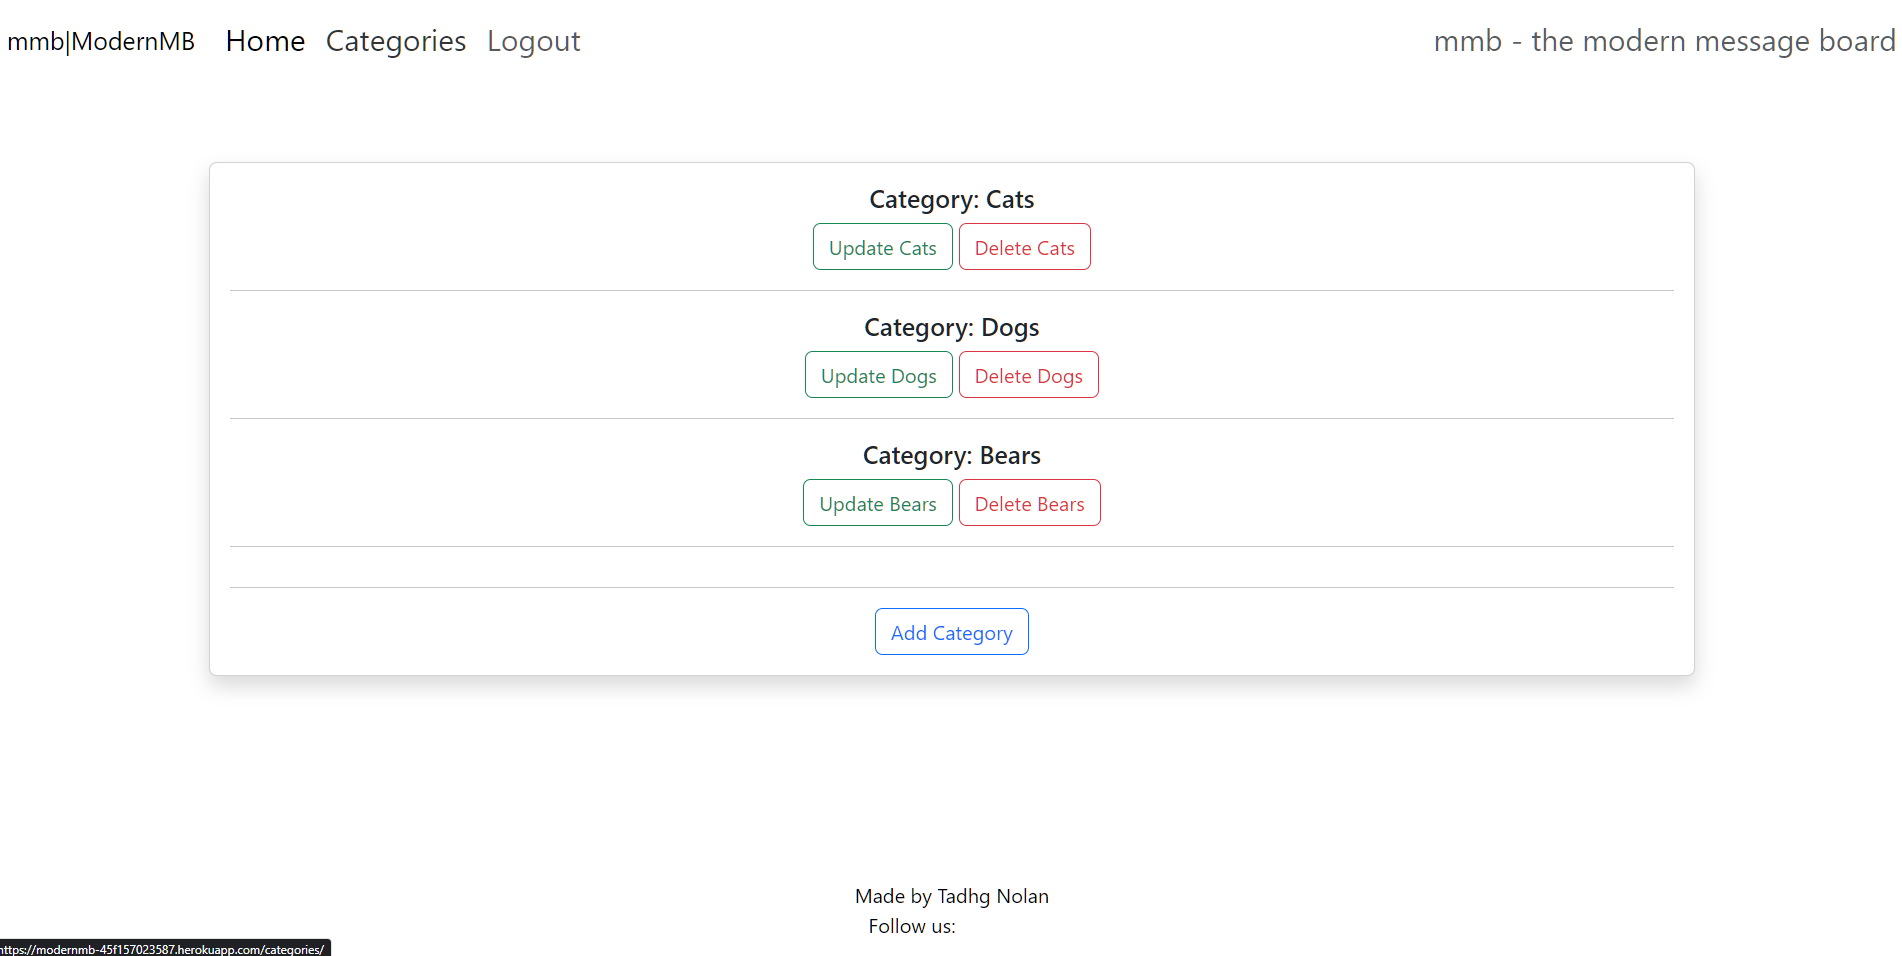 mmb|ModernMB Home Categories Logout mmb - the modern message board
Category: Cats
Update Cats Delete Cats
Category: Dogs
Update Dogs Delete Dogs
Category: Bears
Update Bears Delete Bears
Add Category
Made by Tadhg Nolan
Follow us:
https://modernmb-45f157023587.herokuapp.com/categories/